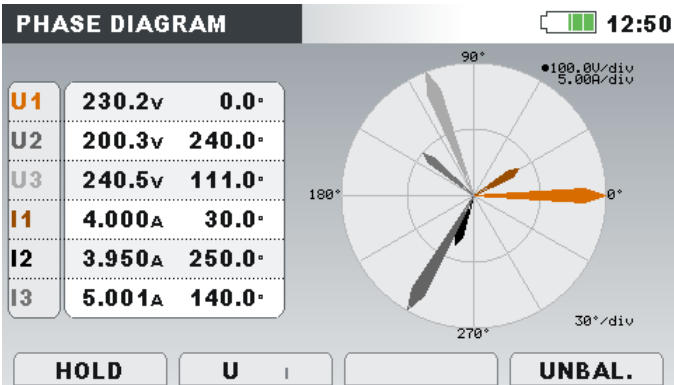 PHASE DIAGRAM 12:50
U1 230.2V 0.0°
U2 200.3V 240.0°
U3 240.5V 111.0°
I1 4.000A 30.0°
I2 3.950A 250.0°
I3 5.001A 140.0°
90°
●100.0V/div
5.00A/div
180°
0°
270°
30°/div
HOLD U I UNBAL.